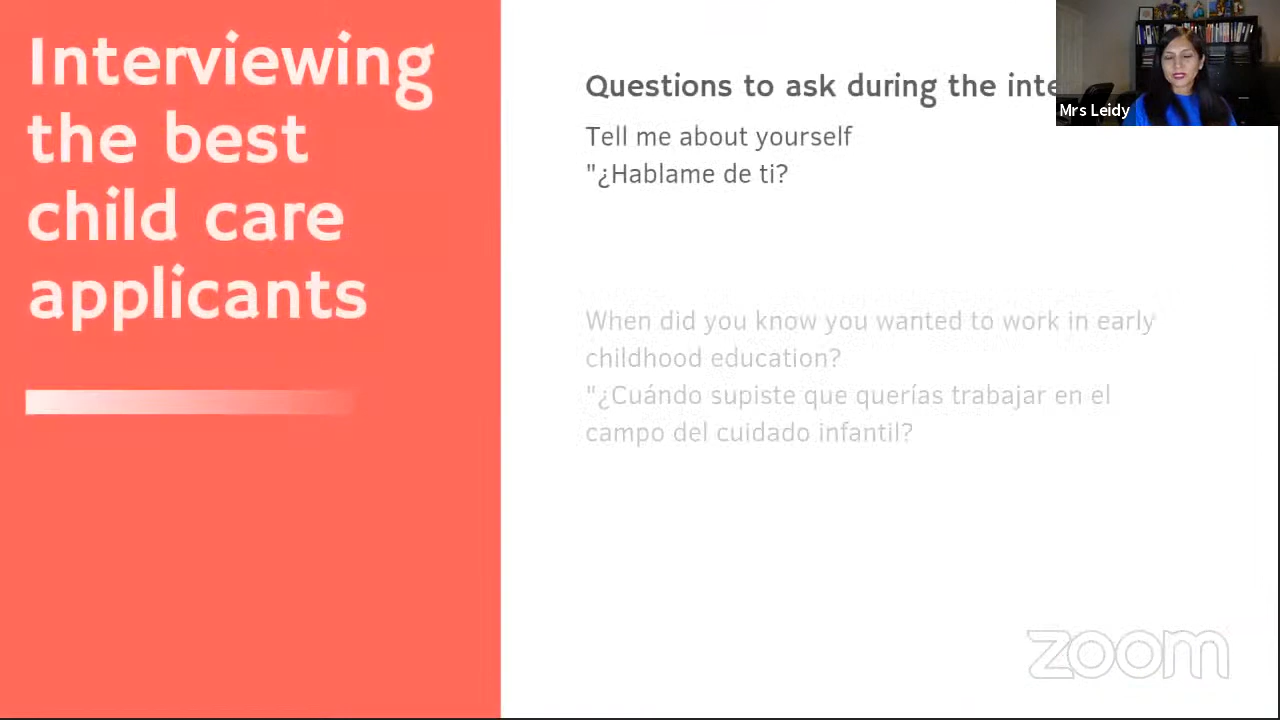 Interviewing
the best
child care
applicants
Questions to ask during the inte
Tell me about yourself
"¿Hablame de ti?
When did you know you wanted to work in early
childhood education?
"¿Cuándo supiste que querías trabajar en el
campo del cuidado infantil?
Mrs Leidy
zoom